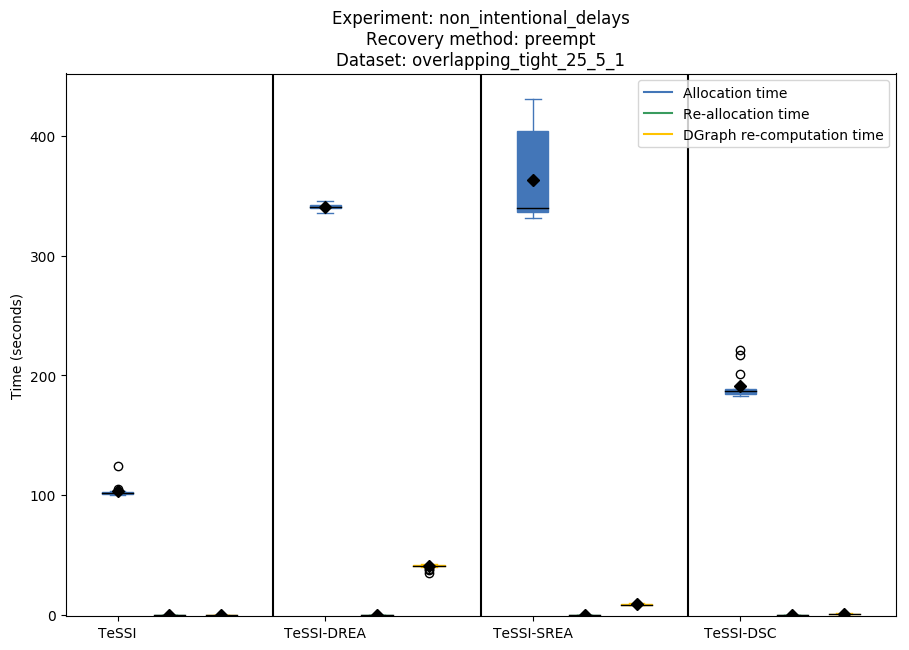 Experiment: non_intentional_delays
Recovery method: preempt
Dataset: overlapping_tight_25_5_1
Allocation time
Re-allocation time
DGraph re-computation time
Time (seconds)
400
300
200
100
0
TeSSI
TeSSI-DREA
TeSSI-SREA
TeSSI-DSC